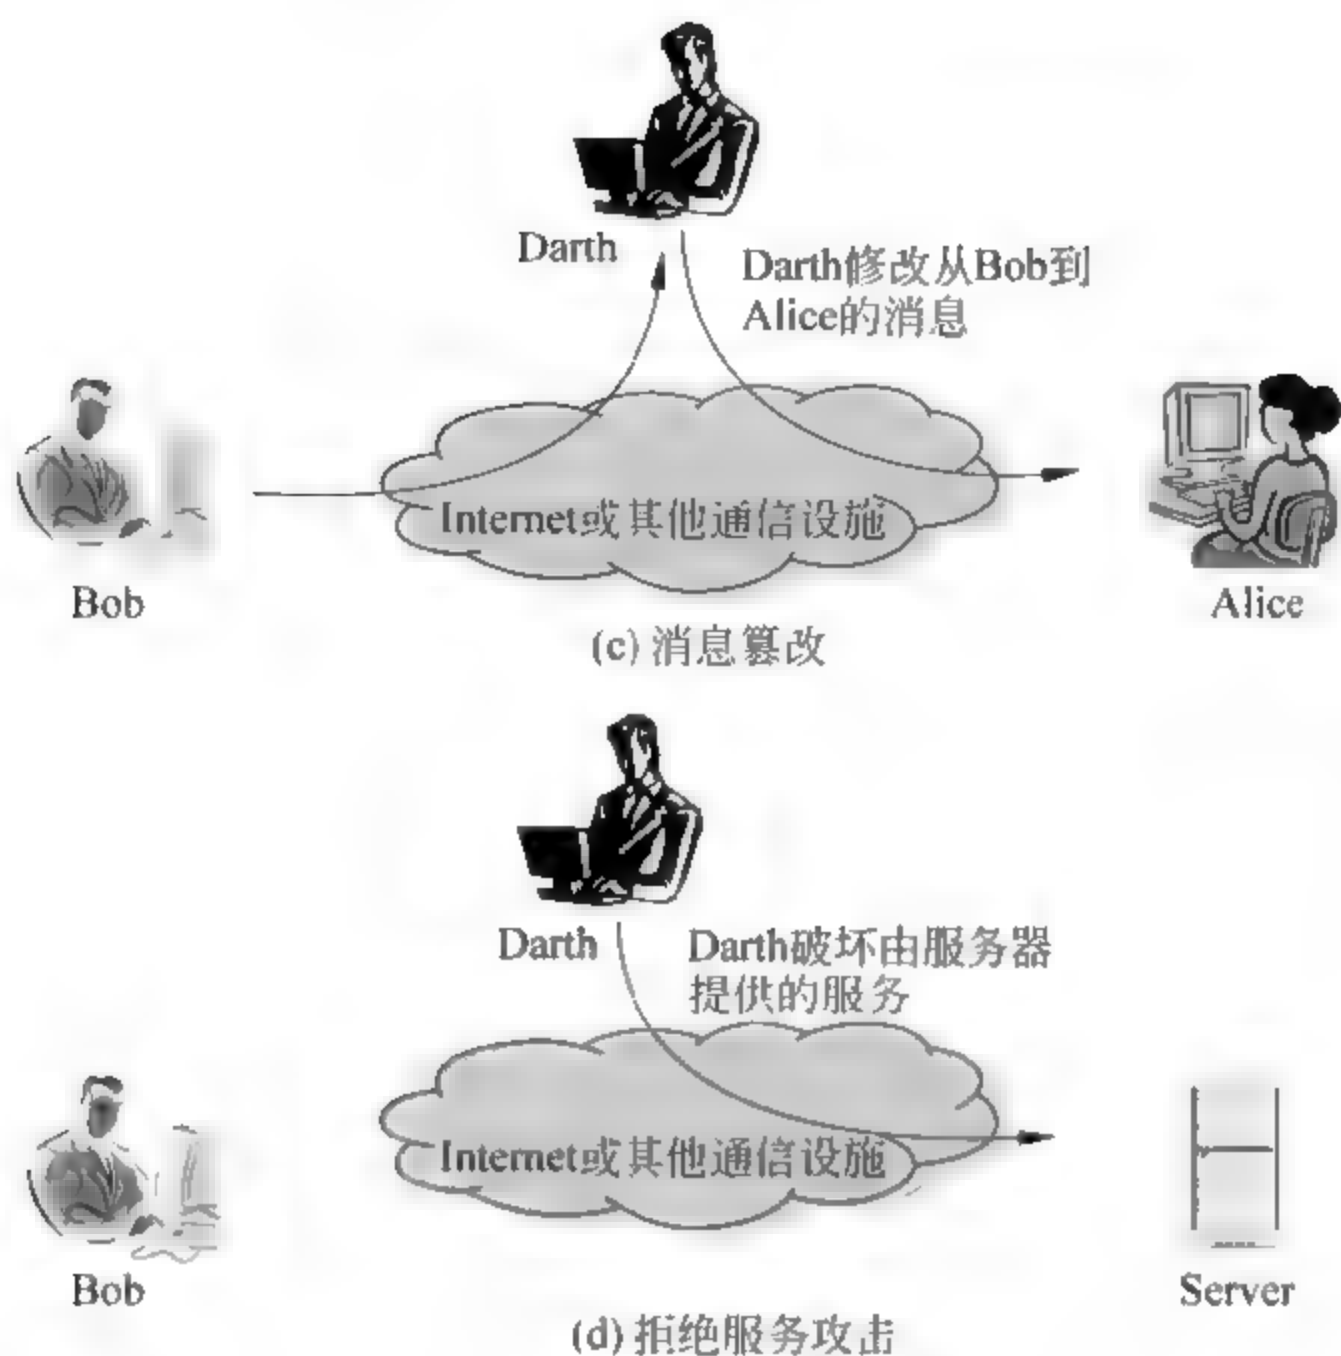 Darth
Darth修改从Bob到
Alice的消息
Internet或其他通信设施
Bob
Alice
(c) 消息篡改
Darth
Darth破坏由服务器
提供的服务
Internet或其他通信设施
Bob
Server
(d) 拒绝服务攻击